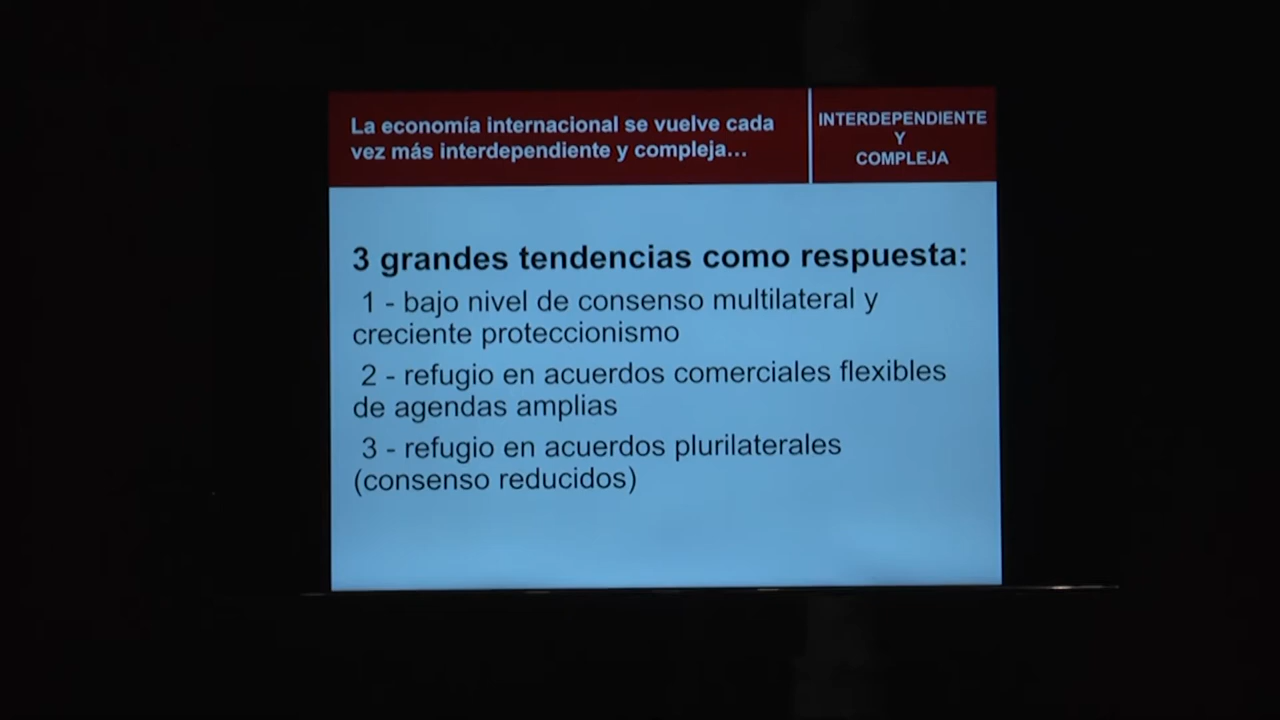 La economía internacional se vuelve cada
vez más interdependiente y compleja...
INTERDEPENDIENTE
Y
COMPLEJA
3 grandes tendencias como respuesta:
1 - bajo nivel de consenso multilateral y
creciente proteccionismo
2 - refugio en acuerdos comerciales flexibles
de agendas amplias
3 - refugio en acuerdos plurilaterales
(consenso reducidos)